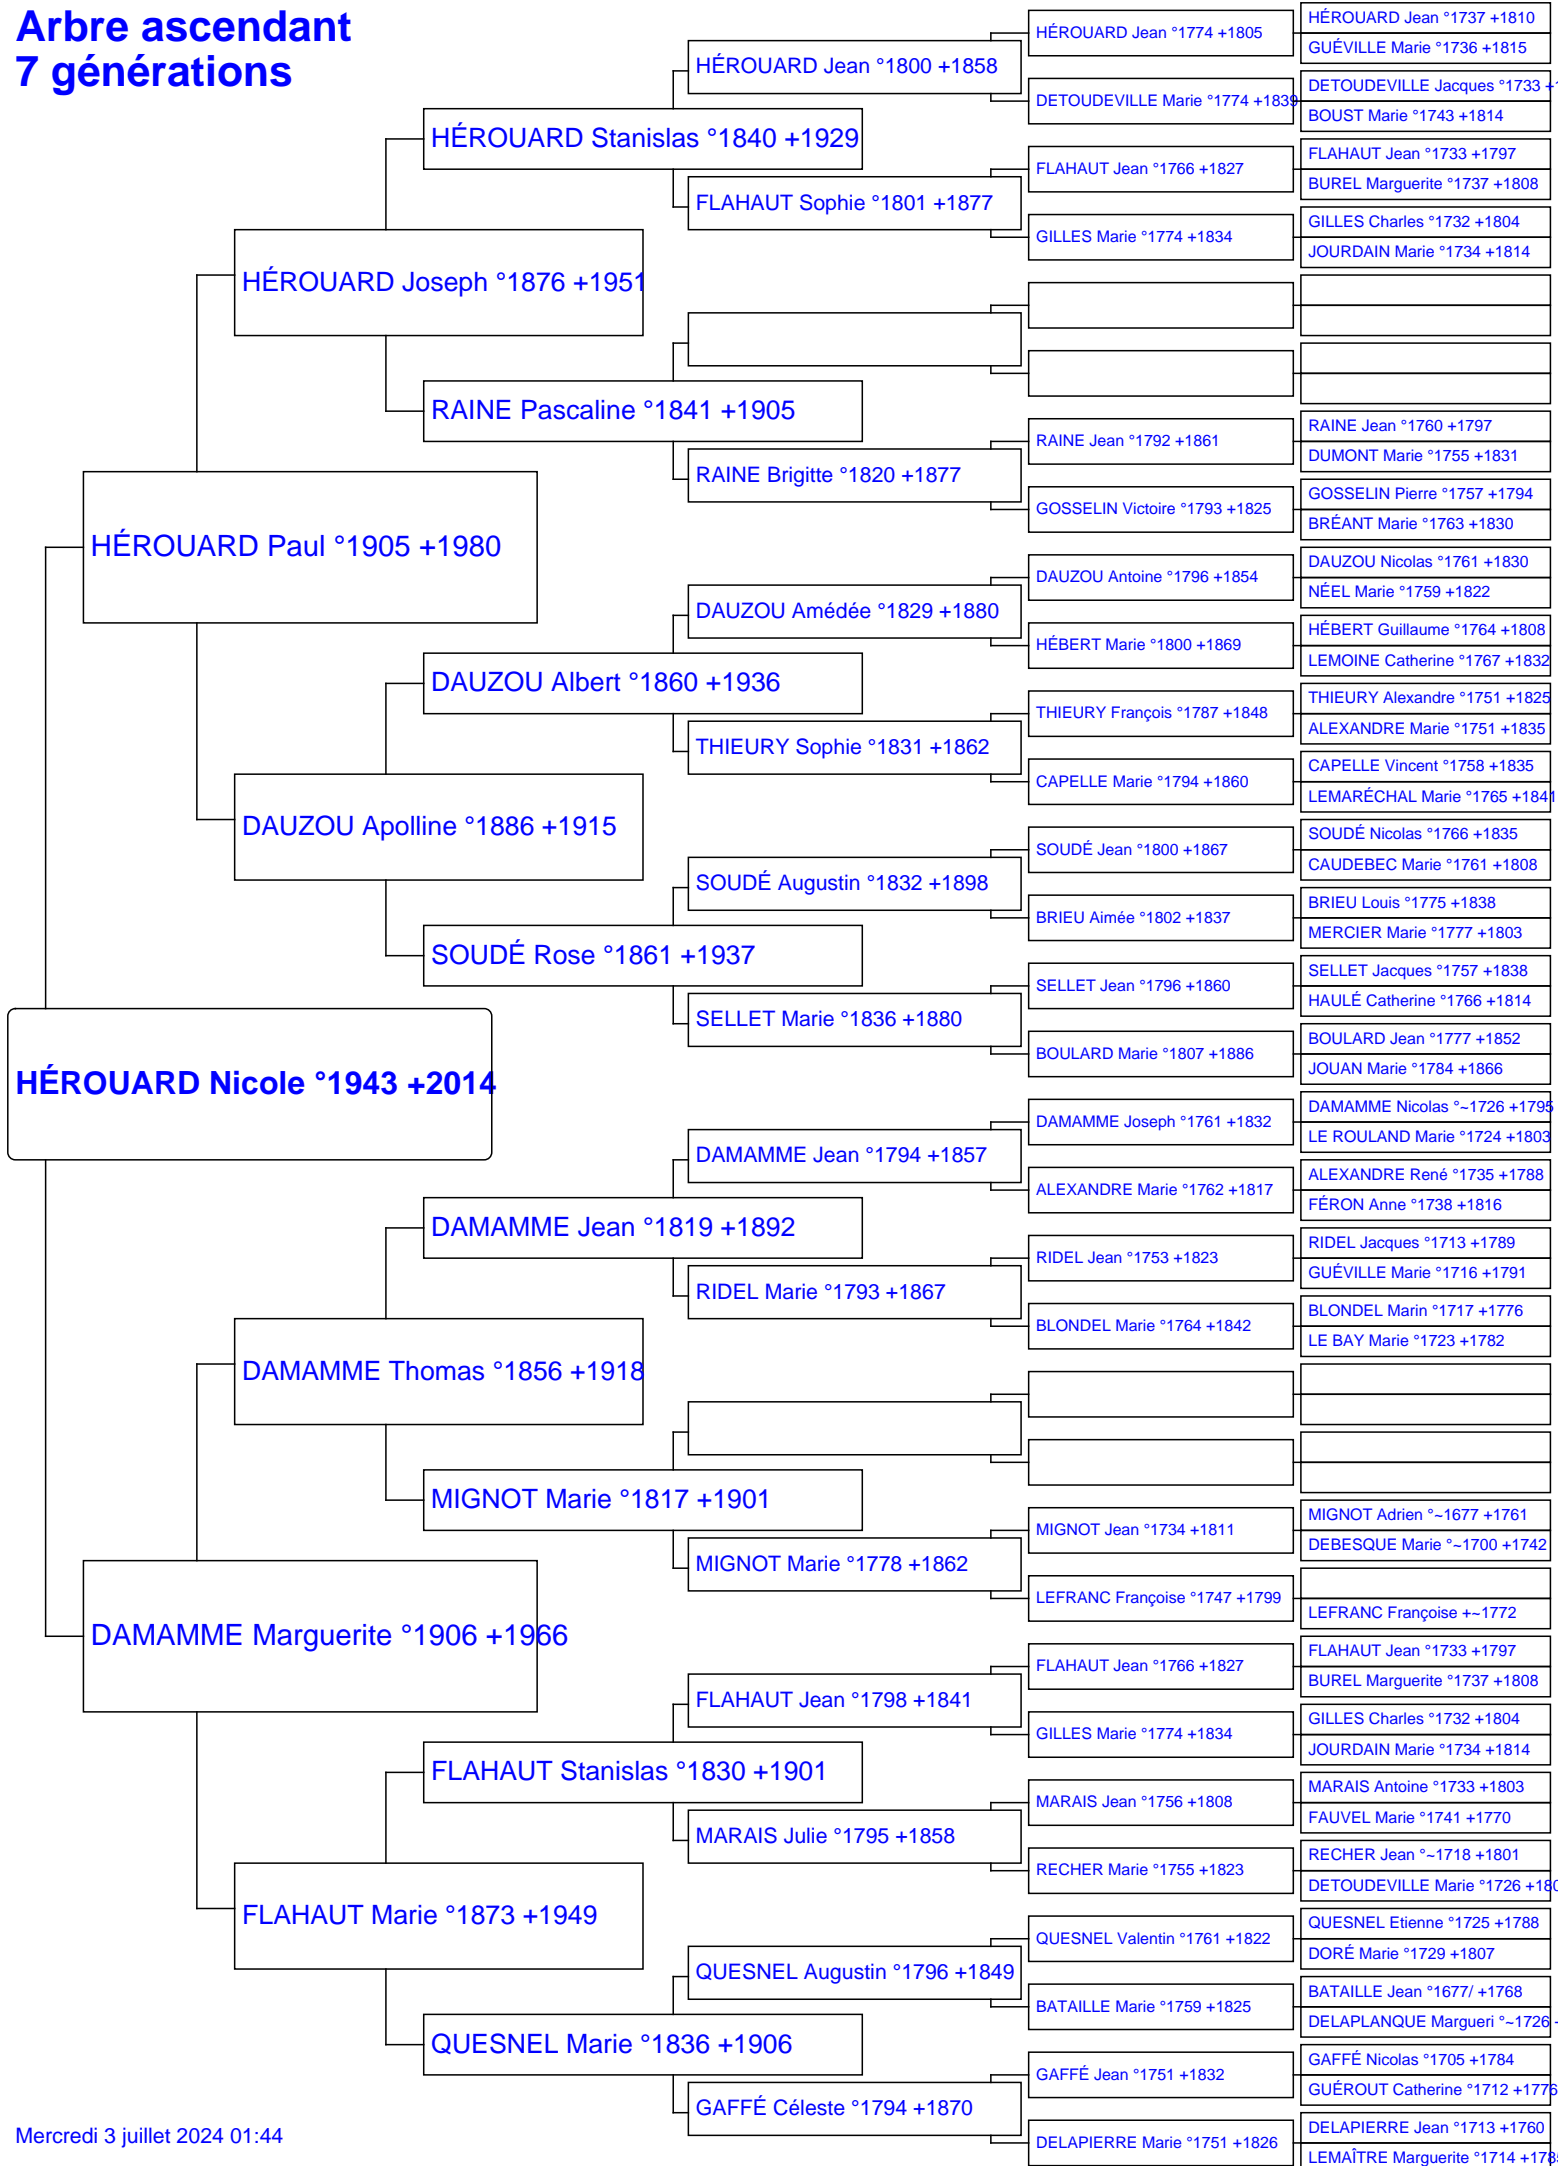 Arbre ascendant
7 générations
HÉROUARD Nicole °1943 +2014
HÉROUARD Paul °1905 +1980
DAMAMME Marguerite °1906 +1966
HÉROUARD Joseph °1876 +1951
DAUZOU Apolline °1886 +1915
DAMAMME Thomas °1856 +1918
FLAHAUT Marie °1873 +1949
HÉROUARD Stanislas °1840 +1929
RAINE Pascaline °1841 +1905
DAUZOU Albert °1860 +1936
SOUDÉ Rose °1861 +1937
DAMAMME Jean °1819 +1892
MIGNOT Marie °1817 +1901
FLAHAUT Stanislas °1830 +1901
QUESNEL Marie °1836 +1906
HÉROUARD Jean °1800 +1858
FLAHAUT Sophie °1801 +1877
RAINE Brigitte °1820 +1877
DAUZOU Amédée °1829 +1880
THIEURY Sophie °1831 +1862
SOUDÉ Augustin °1832 +1898
SELLET Marie °1836 +1880
DAMAMME Jean °1794 +1857
RIDEL Marie °1793 +1867
MIGNOT Marie °1778 +1862
FLAHAUT Jean °1798 +1841
MARAIS Julie °1795 +1858
QUESNEL Augustin °1796 +1849
GAFFÉ Céleste °1794 +1870
HÉROUARD Jean °1774 +1805
DETOUDEVILLE Marie °1774 +1839
FLAHAUT Jean °1766 +1827
GILLES Marie °1774 +1834
RAINE Jean °1792 +1861
GOSSELIN Victoire °1793 +1825
DAUZOU Antoine °1796 +1854
HÉBERT Marie °1800 +1869
THIEURY François °1787 +1848
CAPELLE Marie °1794 +1860
SOUDÉ Jean °1800 +1867
BRIEU Aimée °1802 +1837
SELLET Jean °1796 +1860
BOULARD Marie °1807 +1886
DAMAMME Joseph °1761 +1832
ALEXANDRE Marie °1762 +1817
RIDEL Jean °1753 +1823
BLONDEL Marie °1764 +1842
MIGNOT Jean °1734 +1811
LEFRANC Françoise °1747 +1799
FLAHAUT Jean °1766 +1827
GILLES Marie °1774 +1834
MARAIS Jean °1756 +1808
RECHER Marie °1755 +1823
QUESNEL Valentin °1761 +1822
BATAILLE Marie °1759 +1825
GAFFÉ Jean °1751 +1832
DELAPIERRE Marie °1751 +1826
HÉROUARD Jean °1737 +1810
GUÉVILLE Marie °1736 +1815
DETOUDEVILLE Jacques °1733
BOUST Marie °1743 +1814
FLAHAUT Jean °1733 +1797
BUREL Marguerite °1737 +1808
GILLES Charles °1732 +1804
JOURDAIN Marie °1734 +1814
RAINE Jean °1760 +1797
DUMONT Marie °1755 +1831
GOSSELIN Pierre °1757 +1794
BRÉANT Marie °1763 +1830
DAUZOU Nicolas °1761 +1830
NÉEL Marie °1759 +1822
HÉBERT Guillaume °1764 +1808
LEMOINE Catherine °1767 +1832
THIEURY Alexandre °1751 +1825
ALEXANDRE Marie °1751 +1835
CAPELLE Vincent °1758 +1835
LEMARÉCHAL Marie °1765 +1841
SOUDÉ Nicolas °1766 +1835
CAUDEBEC Marie °1761 +1808
BRIEU Louis °1775 +1838
MERCIER Marie °1777 +1803
SELLET Jacques °1757 +1838
HAULÉ Catherine °1766 +1814
BOULARD Jean °1777 +1852
JOUAN Marie °1784 +1866
DAMAMME Nicolas °~1726 +1795
LE ROULAND Marie °1724 +1803
ALEXANDRE René °1735 +1788
FÉRON Anne °1738 +1816
RIDEL Jacques °1713 +1789
GUÉVILLE Marie °1716 +1791
BLONDEL Marin °1717 +1776
LE BAY Marie °1723 +1782
MIGNOT Adrien °~1677 +1761
DEBESQUE Marie °~1700 +1742
LEFRANC Françoise +~1772
FLAHAUT Jean °1733 +1797
BUREL Marguerite °1737 +1808
GILLES Charles °1732 +1804
JOURDAIN Marie °1734 +1814
MARAIS Antoine °1733 +1803
FAUVEL Marie °1741 +1770
RECHER Jean °~1718 +1801
DETOUDEVILLE Marie °1726
QUESNEL Etienne °1725 +1788
DORÉ Marie °1729 +1807
BATAILLE Jean °1677/ +1768
DELAPLANQUE Margueri °~1726
GAFFÉ Nicolas °1705 +1784
GUÉROUT Catherine °1712 +1776
DELAPIERRE Jean °1713 +1760
LEMAÎTRE Marguerite °1714 +1785
Mercredi 3 juillet 2024 01:44